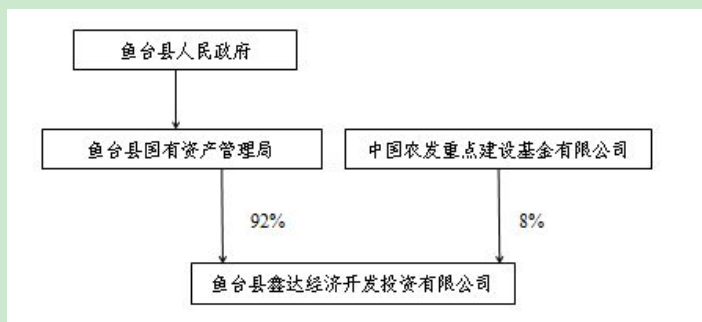 鱼台县人民政府
鱼台县国有资产管理局
中国农发重点建设基金有限公司
92%
8%
鱼台县鑫达经济开发投资有限公司